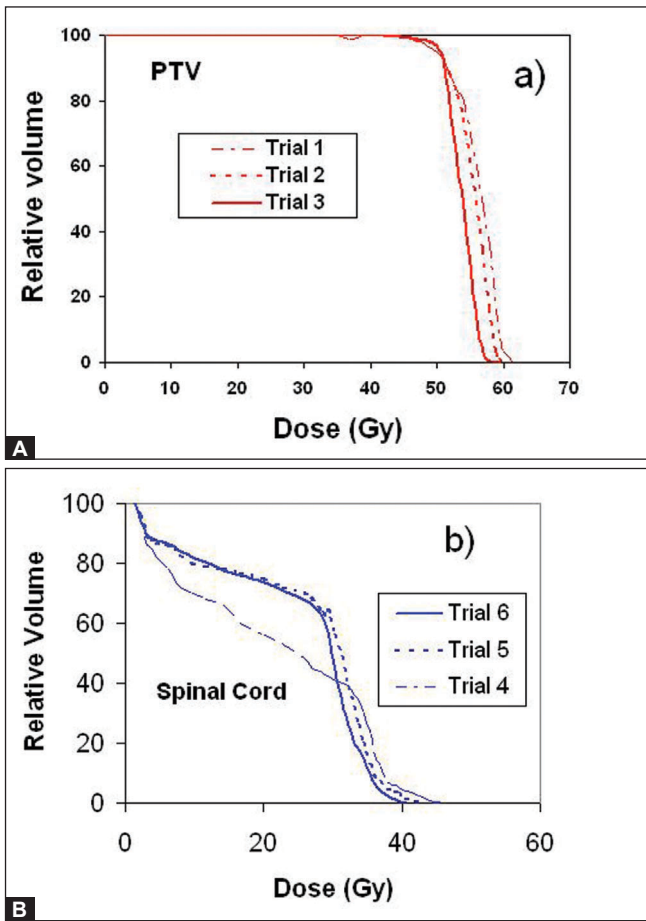 100
PTV
a)
80
Relative volume
Trial 1
Trial 2
Trial 3
60
40
20
0
0 10 20 30 40 50 60 70
Dose (Gy)
A
100
b)
80
Relative Volume
Trial 6
Trial 5
Trial 4
60
40
Spinal Cord
20
0
0 20 40 60
Dose (Gy)
B